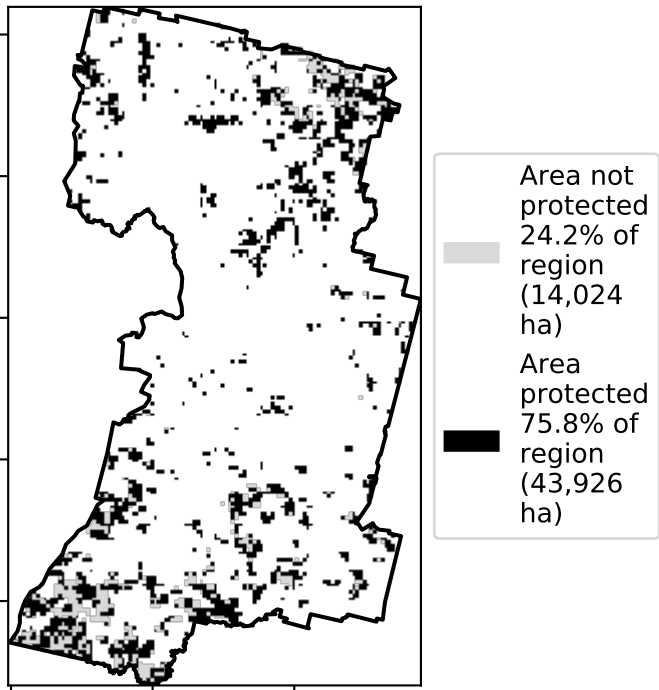 Area not
protected
24.2% of
region
(14,024
ha)
Area
protected
75.8% of
region
(43,926
ha)